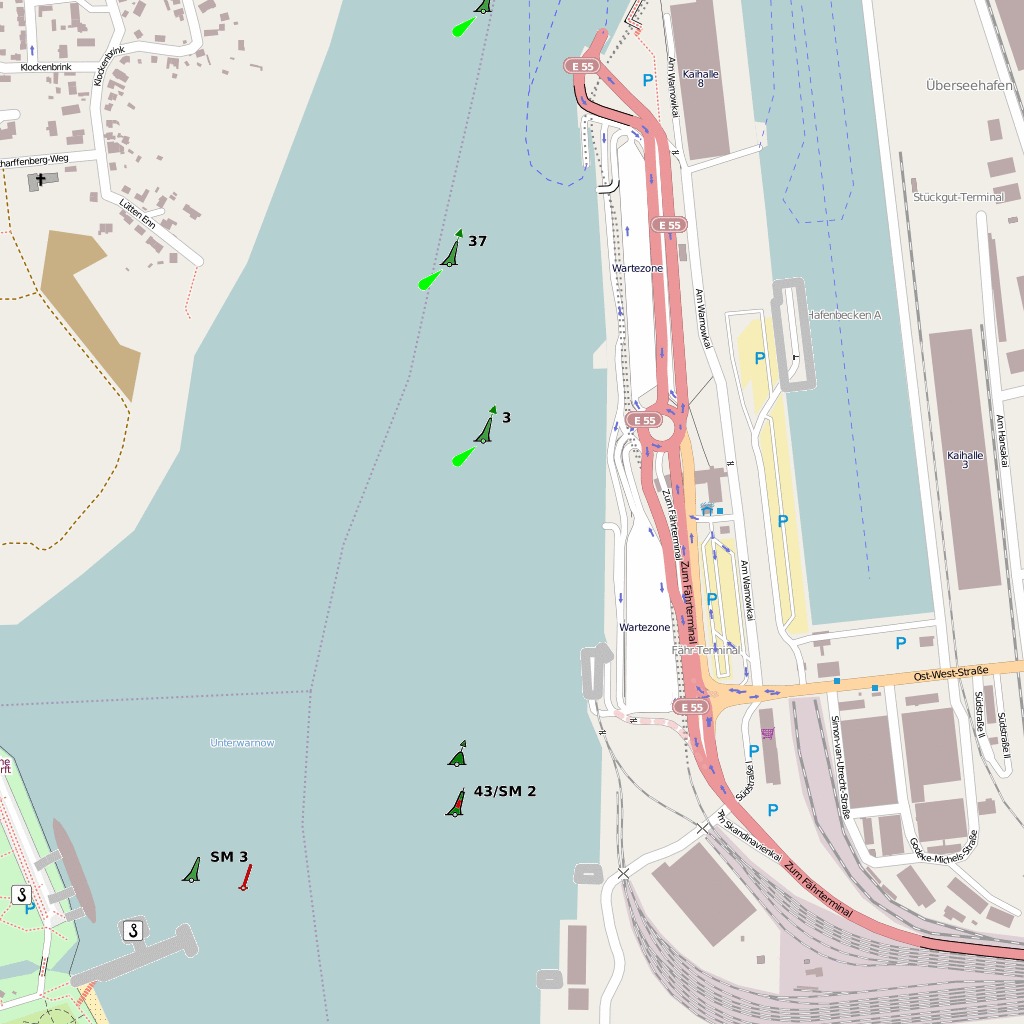 Klockenbrink
Klockenbrink
harffenberg-Weg
Lütten Enn
E 55
P
Am Warnowkai
Kaihalle
8
Überseehafen
Stückgut-Terminal
E 55
37
Wartezone
Am Warnowkai
Hafenbecken A
P
3
E 55
Am Hansakai
Kaihalle
3
P
Zum Fährterminal
Zum Fährterminal
Am Warnowkai
P
Wartezone
Fähr-Terminal
P
Ost-West-Straße
E 55
Südstraße II
Südstraße II
Simon-van-Utrecht-Straße
Unterwarnow
P
Südstraße I
43/SM 2
P
Am Skandinavienkai
Godeke-Michels-Straße
SM 3
Zum Fährterminal
P